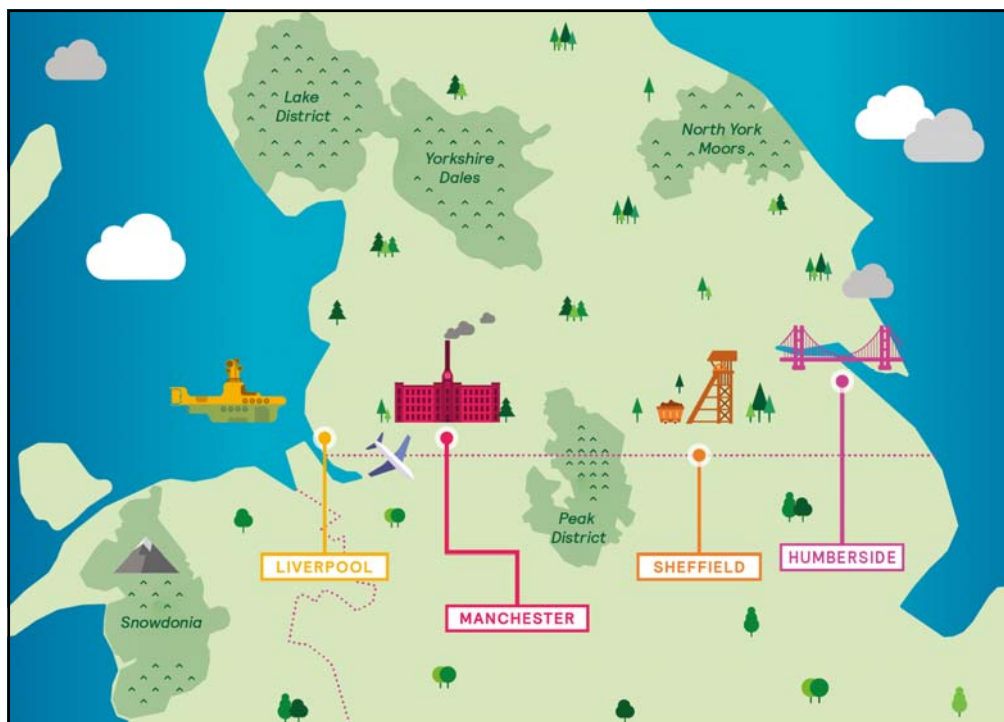 Lake
District
Yorkshire
Dales
North York
Moors
Peak
District
LIVERPOOL
SHEFFIELD
HUMBERSIDE
MANCHESTER
Snowdonia